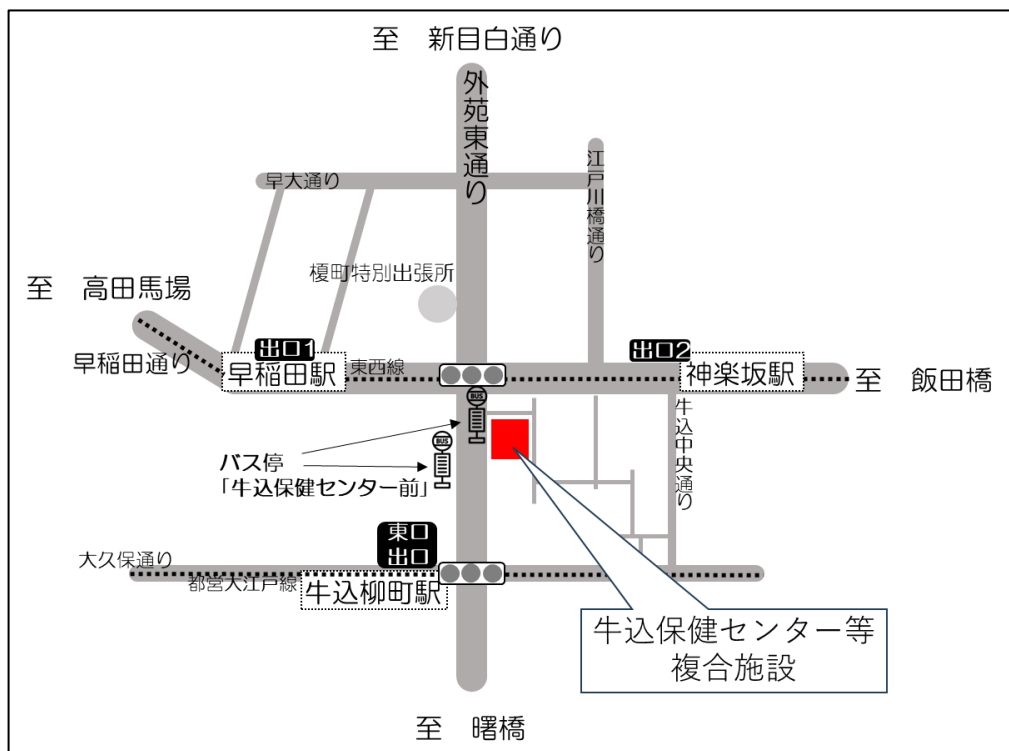 至　新目白通り
外苑東通り
江戸川橋通り
早大通り
榎町特別出張所
至　高田馬場
出口1
出口2
早稲田通り
早稲田駅
東西線
神楽坂駅
至　飯田橋
BUS
牛込中央通り
BUS
バス停
「牛込保健センター前」
東口
出口
大久保通り
都営大江戸線
牛込柳町駅
牛込保健センター等
複合施設
至　曙橋